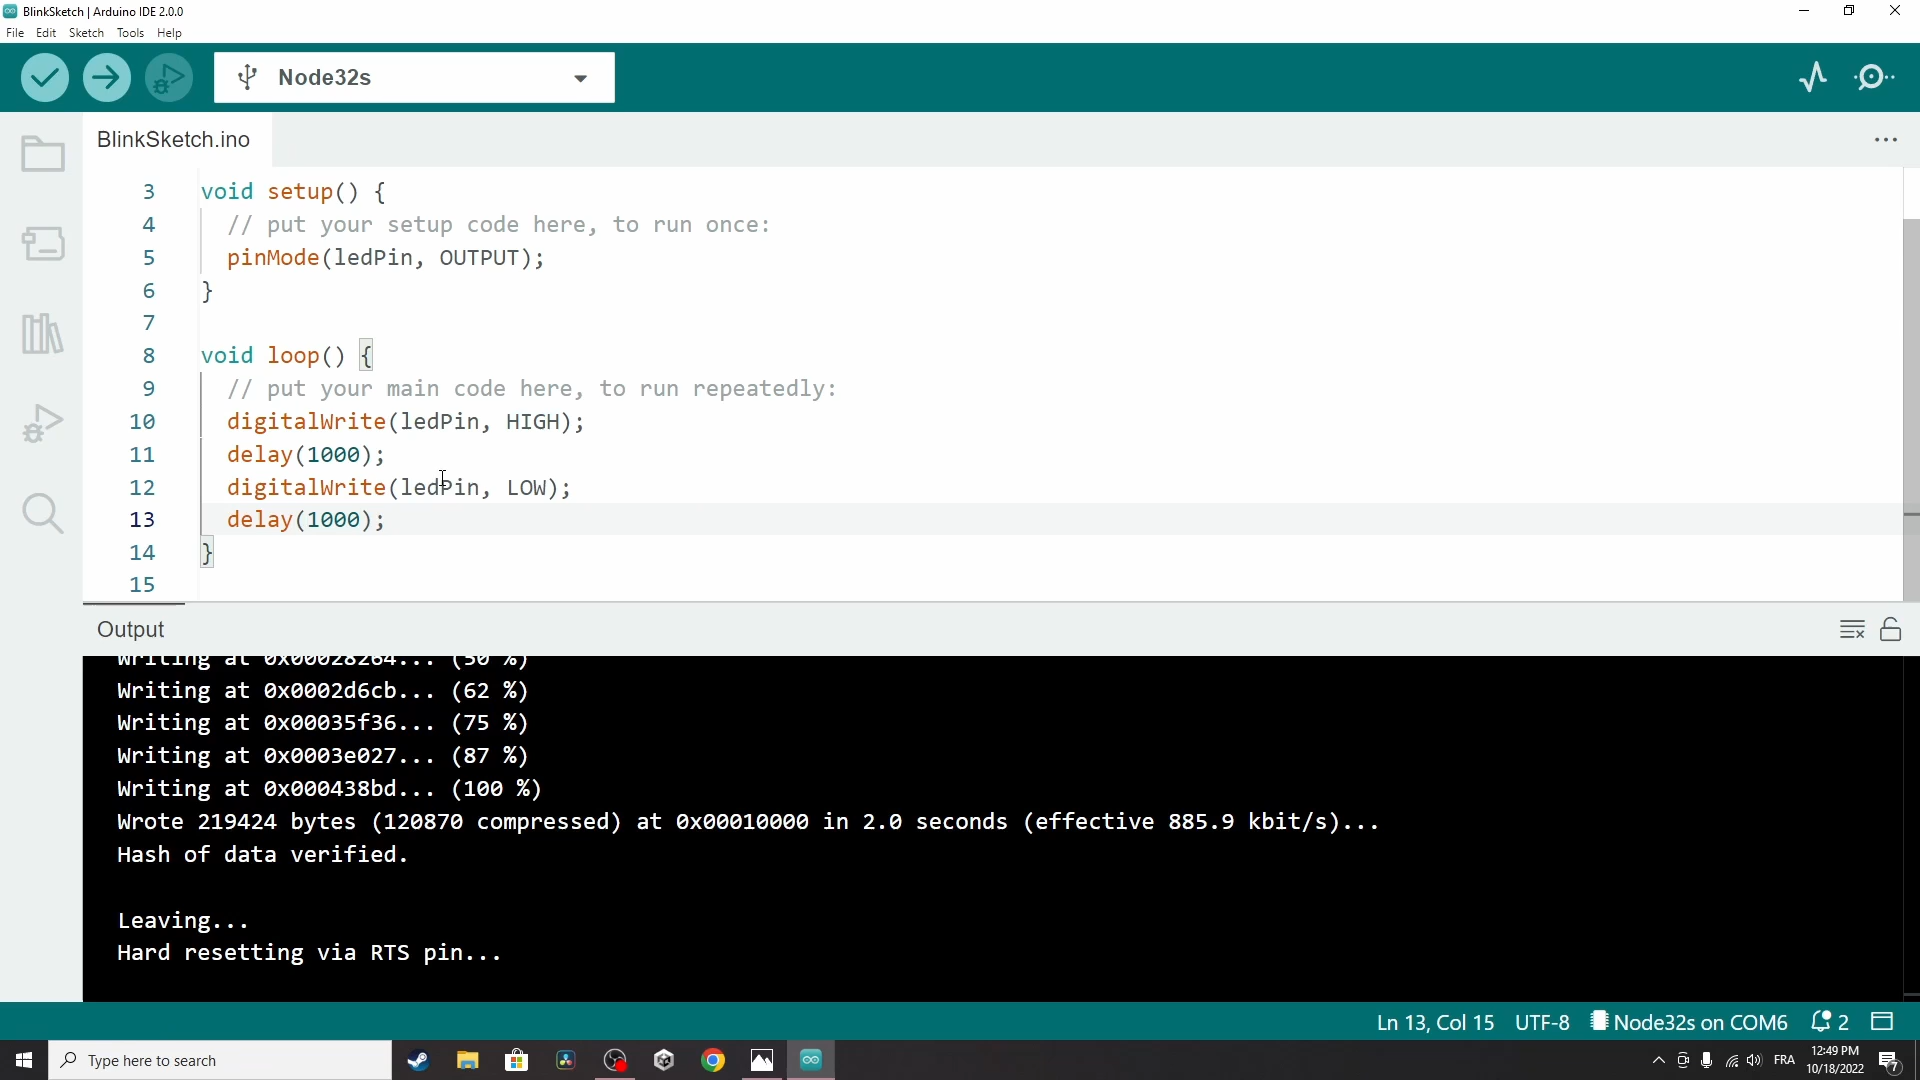 BlinkSketch | Arduino IDE 2.0.0
File Edit Sketch Tools Help
Node32s
BlinkSketch.ino
3 void setup() {
4 // put your setup code here, to run once:
5 pinMode(ledPin, OUTPUT);
6 }
7
8 void loop() {
9 // put your main code here, to run repeatedly:
10 digitalWrite(ledPin, HIGH);
11 delay(1000);
12 digitalWrite(ledPin, LOW);
13 delay(1000);
14 }
15
Output
Writing at 0x00028264... (50 %)
Writing at 0x0002d6cb... (62 %)
Writing at 0x00035f36... (75 %)
Writing at 0x0003e027... (87 %)
Writing at 0x000438bd... (100 %)
Wrote 219424 bytes (120870 compressed) at 0x00010000 in 2.0 seconds (effective 885.9 kbit/s)...
Hash of data verified.
Leaving...
Hard resetting via RTS pin...
Ln 13, Col 15 UTF-8 Node32s on COM6 2
Type here to search
FRA
12:49 PM
10/18/2022
7